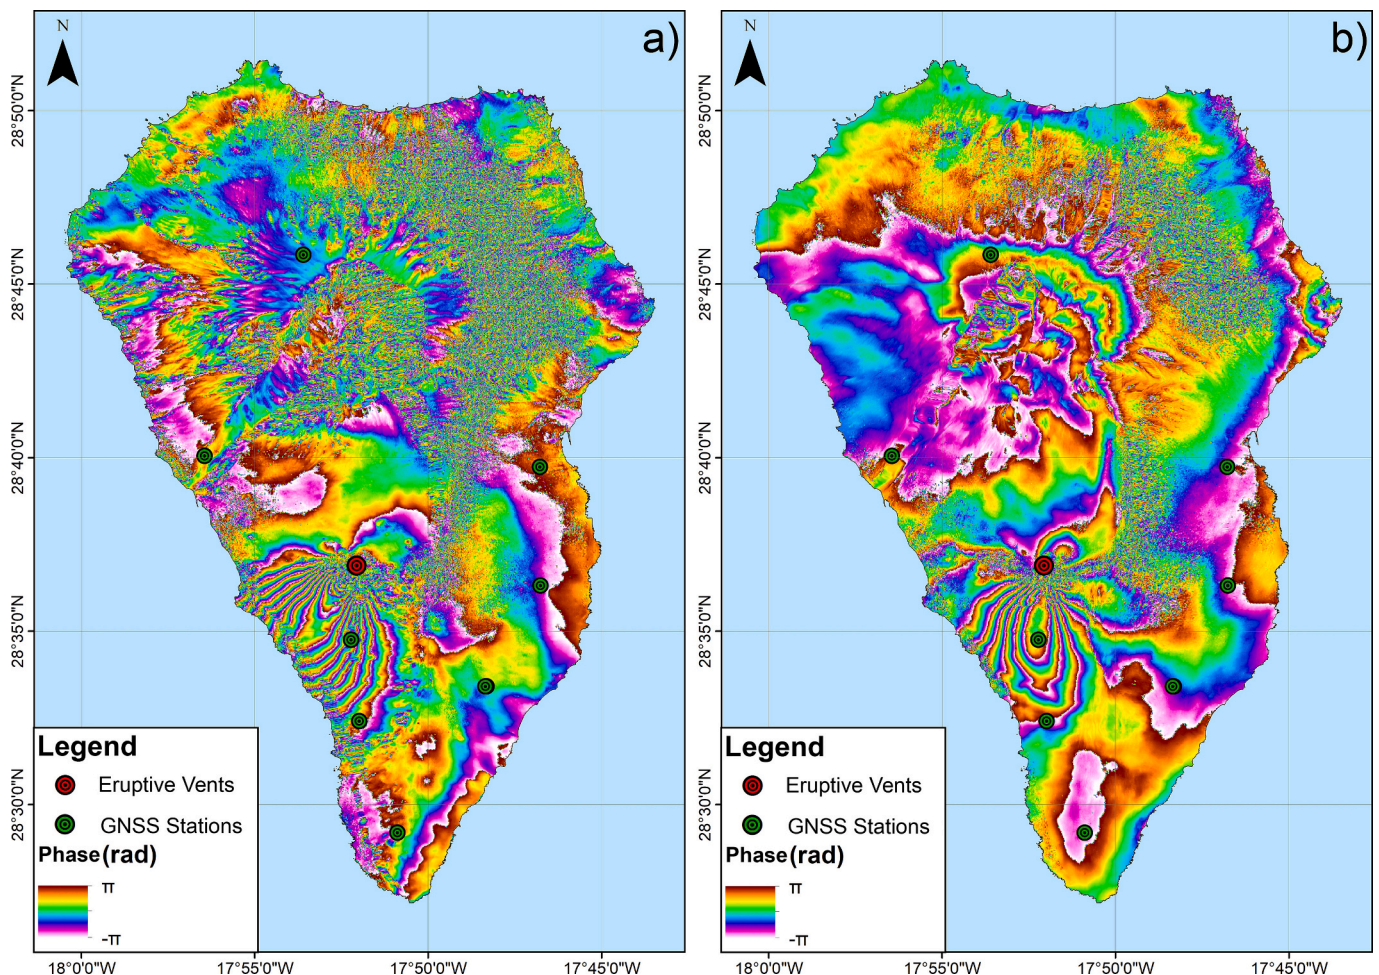 N
a)
28°50'0"N
28°45'0"N
28°40'0"N
28°35'0"N
28°30'0"N
Legend
Eruptive Vents
GNSS Stations
Phase (rad)
π
-π
18°0'0"W
17°55'0"W
17°50'0"W
17°45'0"W
N
b)
28°50'0"N
28°45'0"N
28°40'0"N
28°35'0"N
28°30'0"N
Legend
Eruptive Vents
GNSS Stations
Phase (rad)
π
-π
18°0'0"W
17°55'0"W
17°50'0"W
17°45'0"W